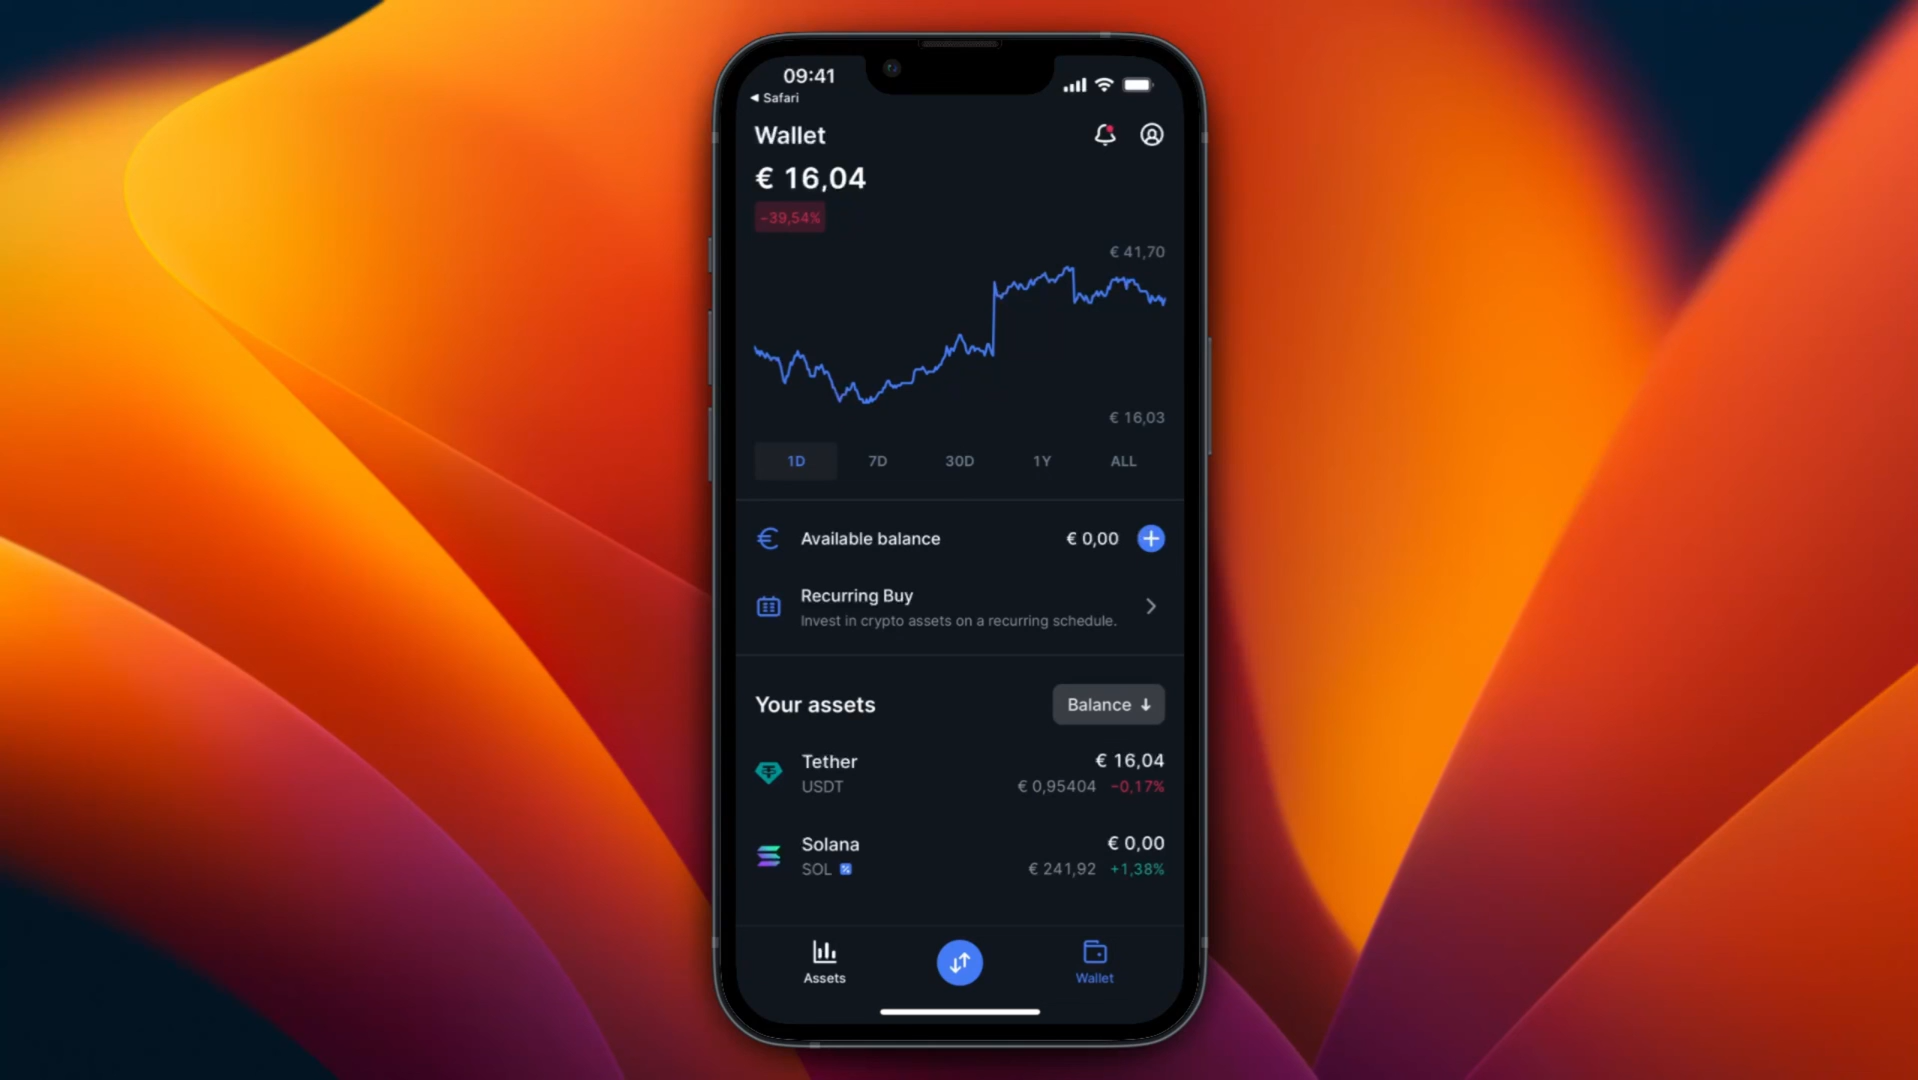 09:41
◀ Safari
Wallet
€ 16,04
−39,54%
€ 41,70
€ 16,03
1D 7D 30D 1Y ALL
Available balance € 0,00
Recurring Buy
Invest in crypto assets on a recurring schedule.
Your assets Balance ↓
Tether € 16,04
USDT € 0,95404 −0,17%
Solana € 0,00
SOL € 241,92 +1,38%
Assets Wallet